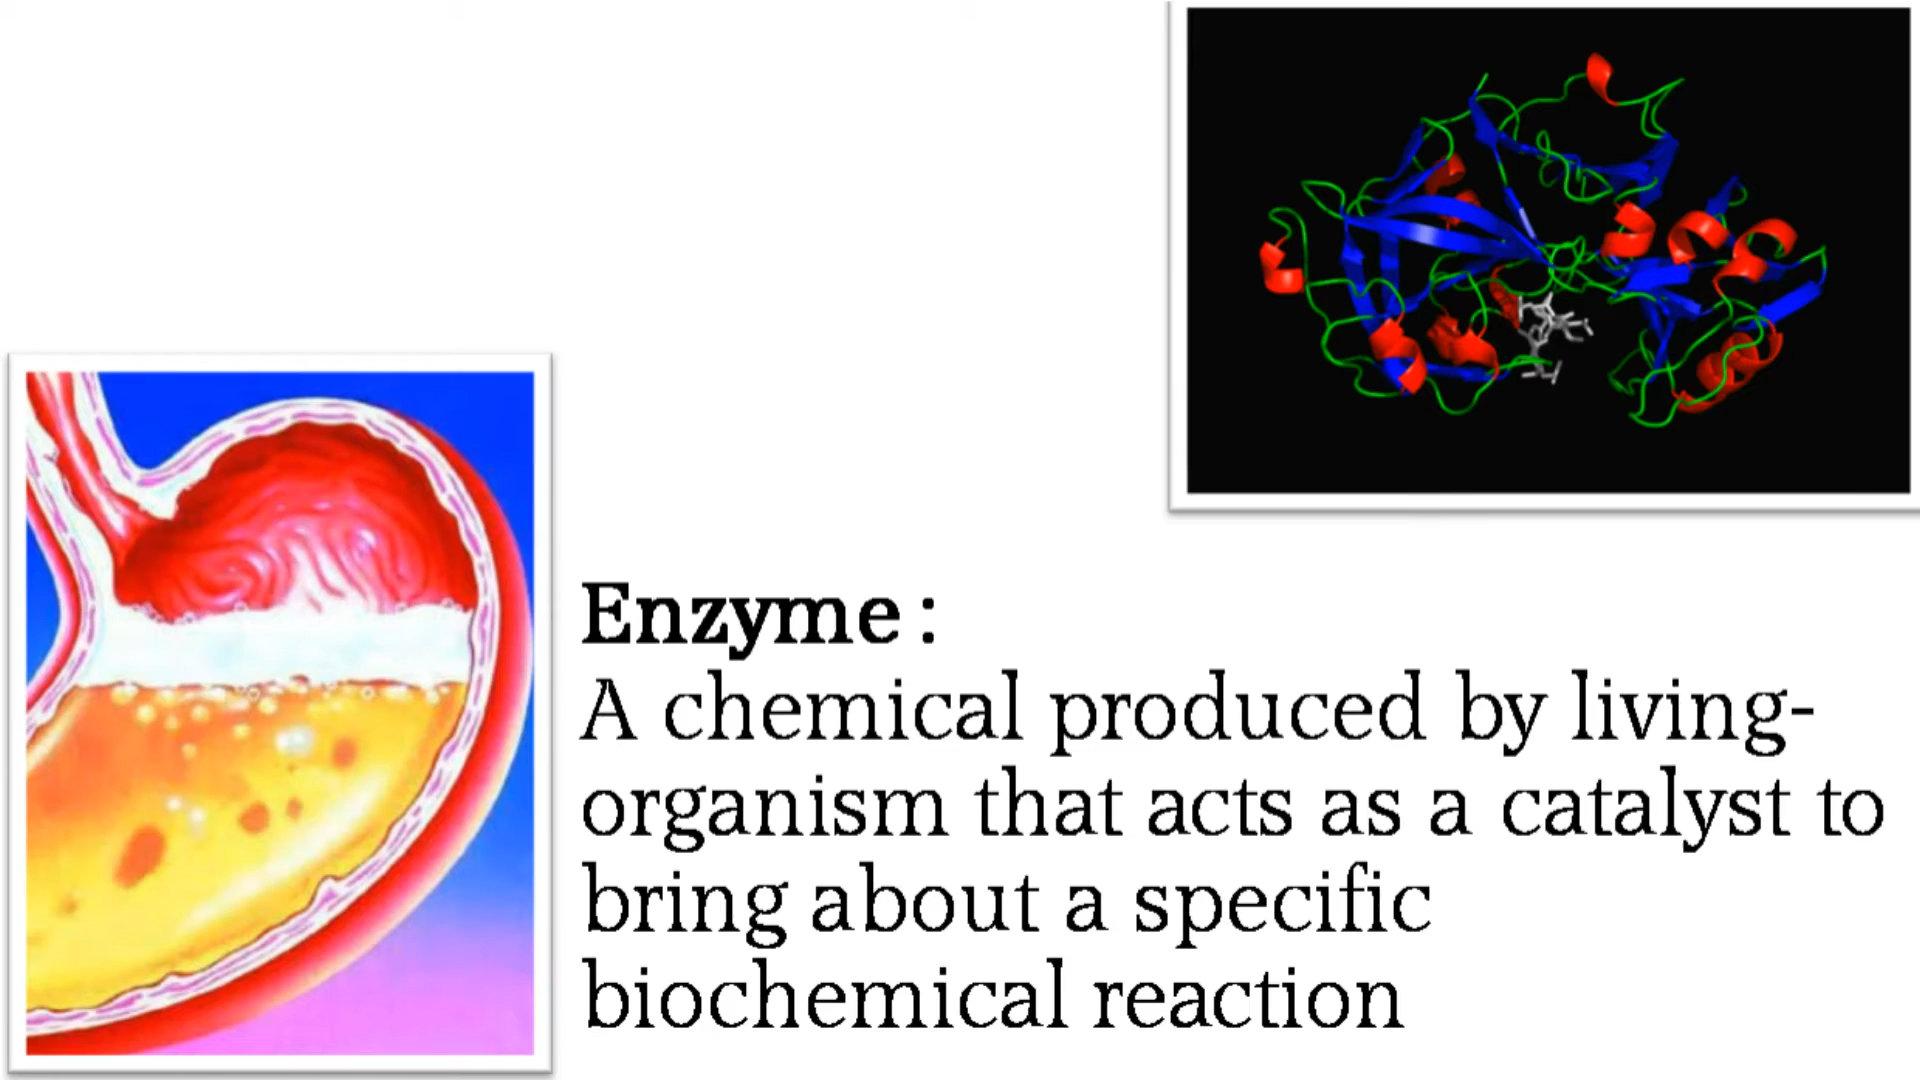 Enzyme :
A chemical produced by living-
organism that acts as a catalyst to
bring about a specific
biochemical reaction